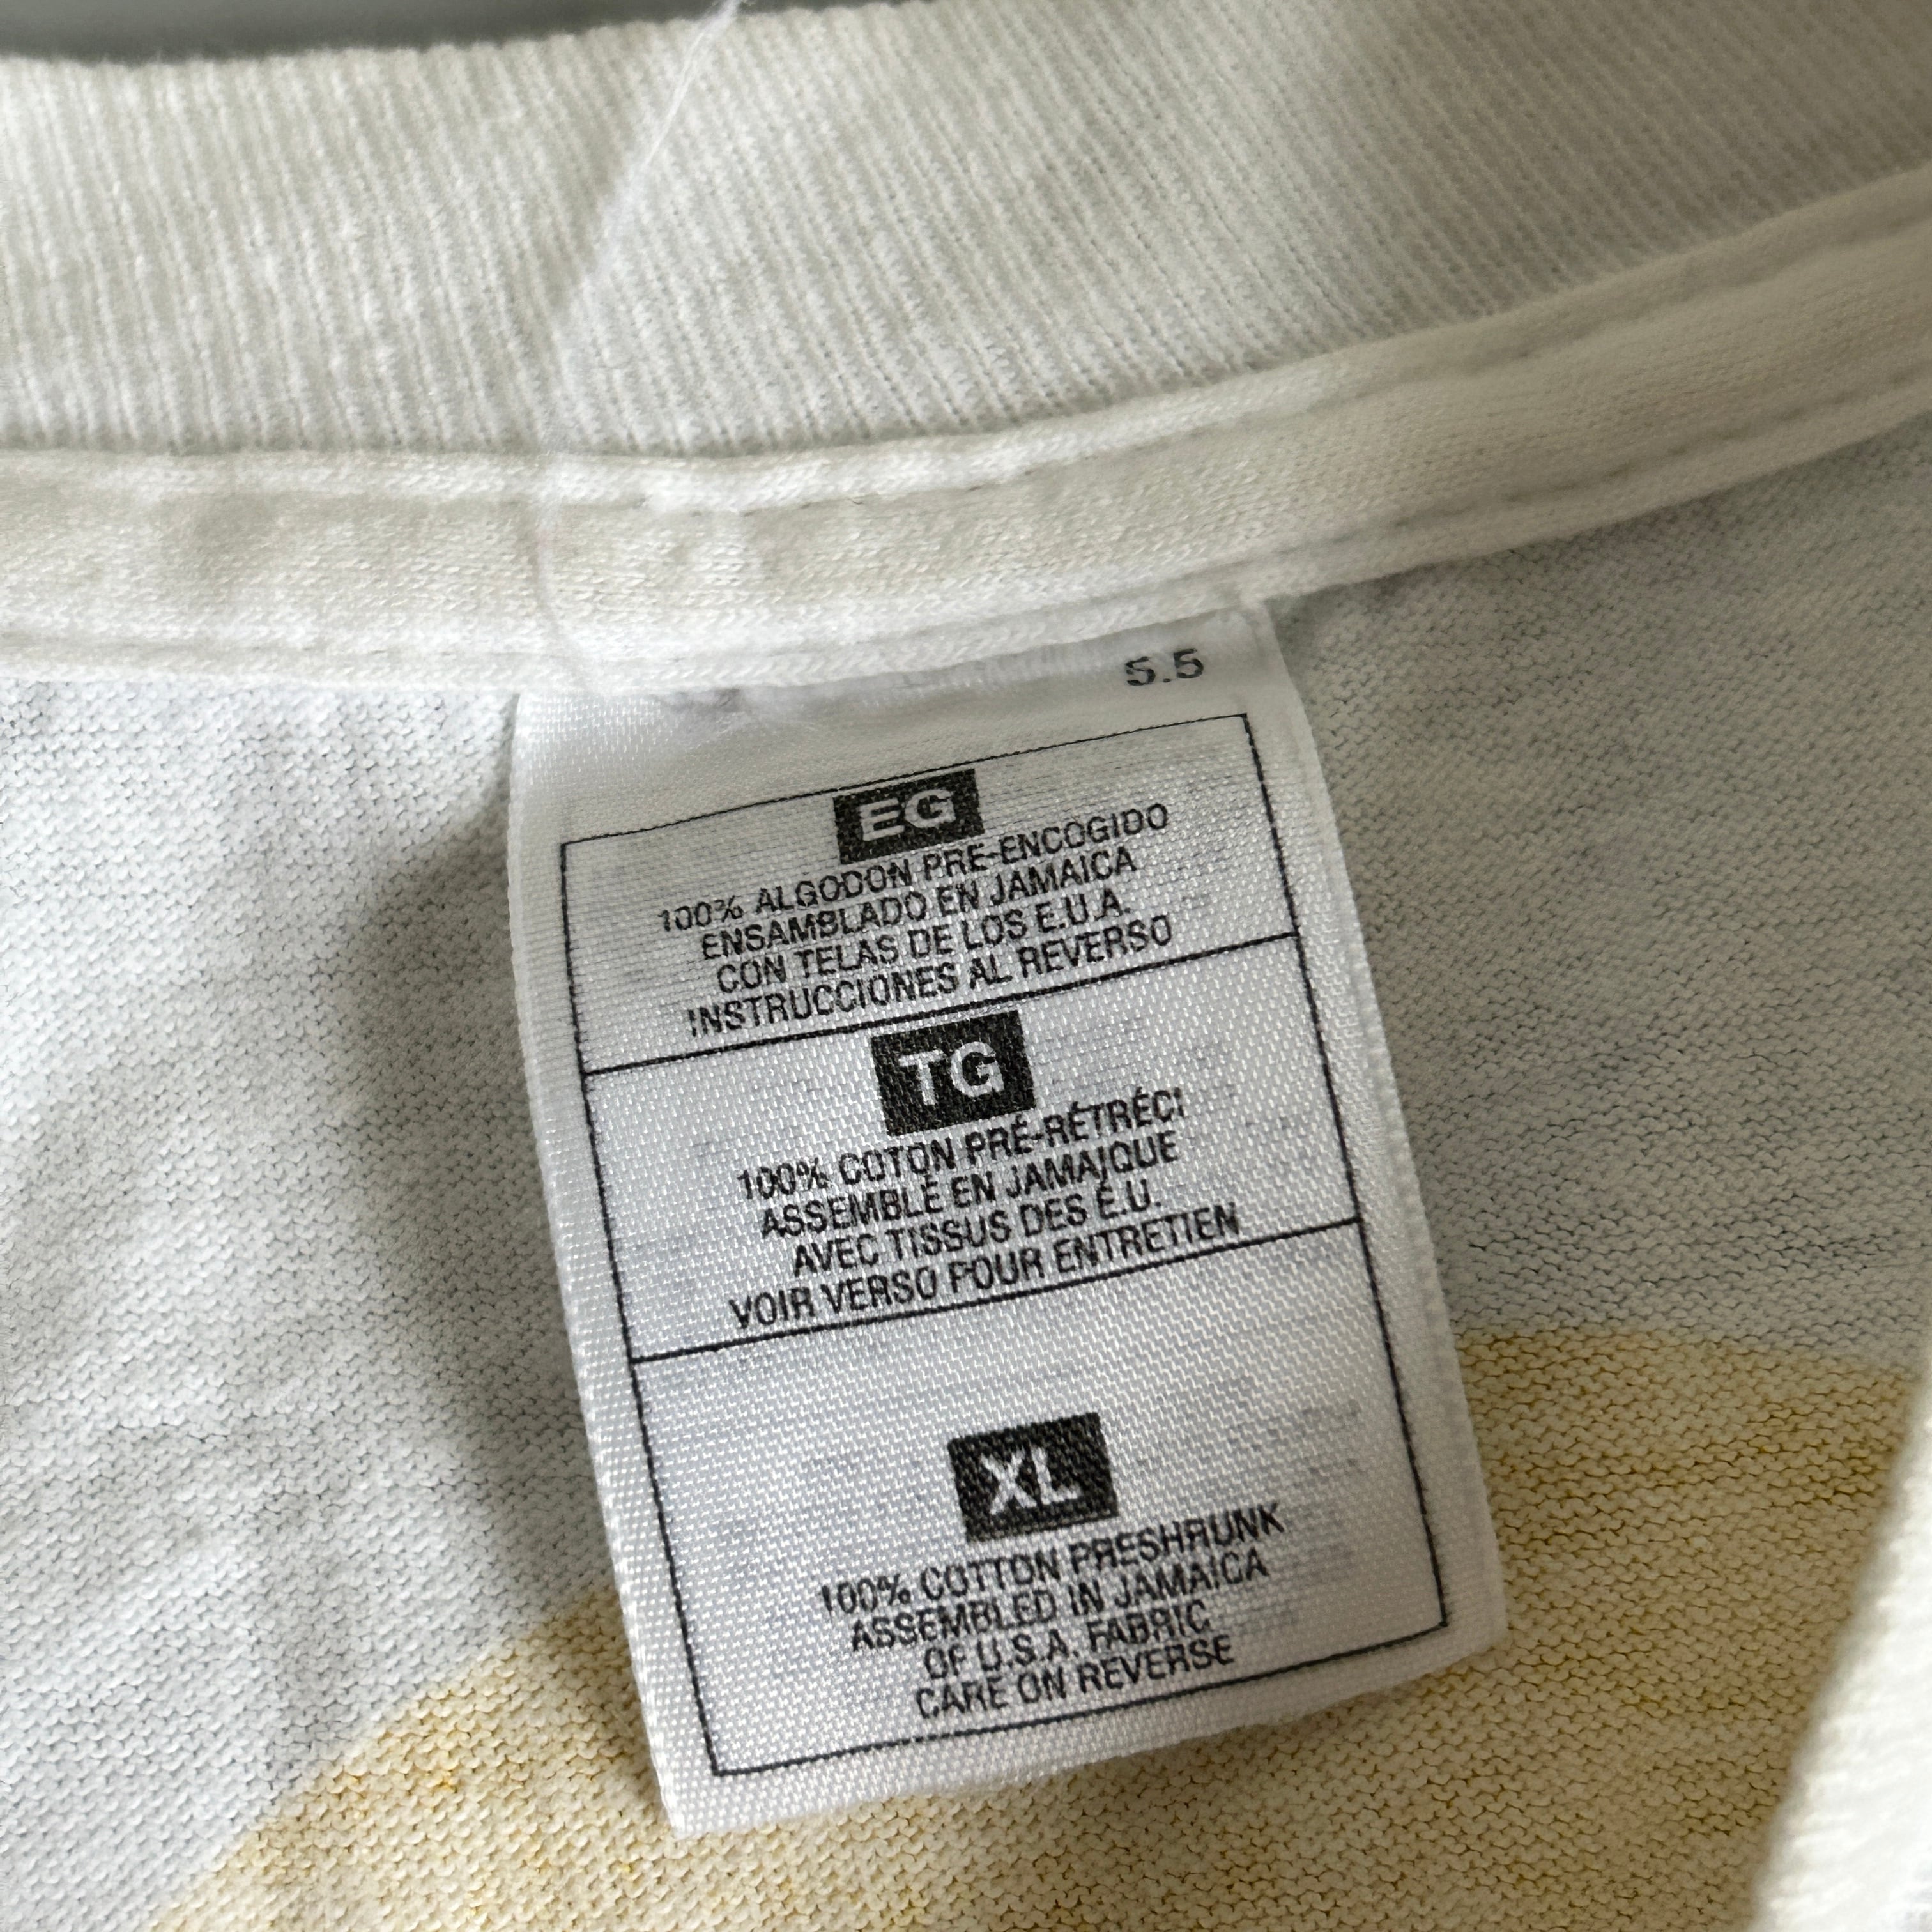 5.5
EG
100% ALGODON PRE-ENCOGIDO
ENSAMBLADO EN JAMAICA
CON TELAS DE LOS E.U.A.
INSTRUCCIONES AL REVERSO
TG
100% COTON PRÉ-RÉTRÉCI
ASSEMBLÉ EN JAMAIQUE
AVEC TISSUS DES É.U.
VOIR VERSO POUR ENTRETIEN
XL
100% COTTON PRESHRUNK
ASSEMBLED IN JAMAICA
OF U.S.A. FABRIC
CARE ON REVERSE